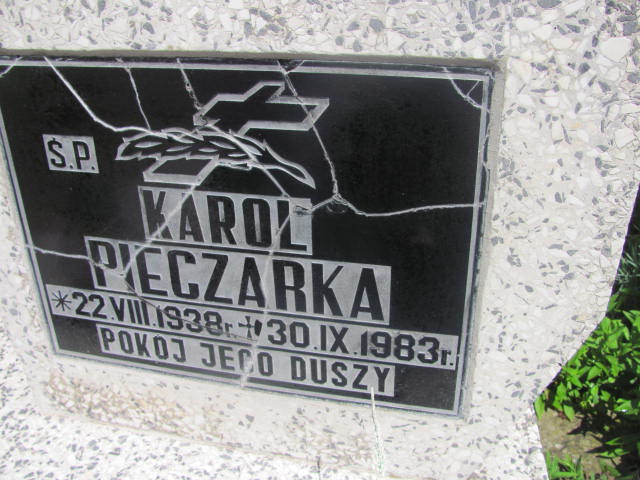 Ś.P.
KAROL
PIECZARKA
* 22.VIII.1938r. + 30.IX.1983r.
POKÓJ JEGO DUSZY